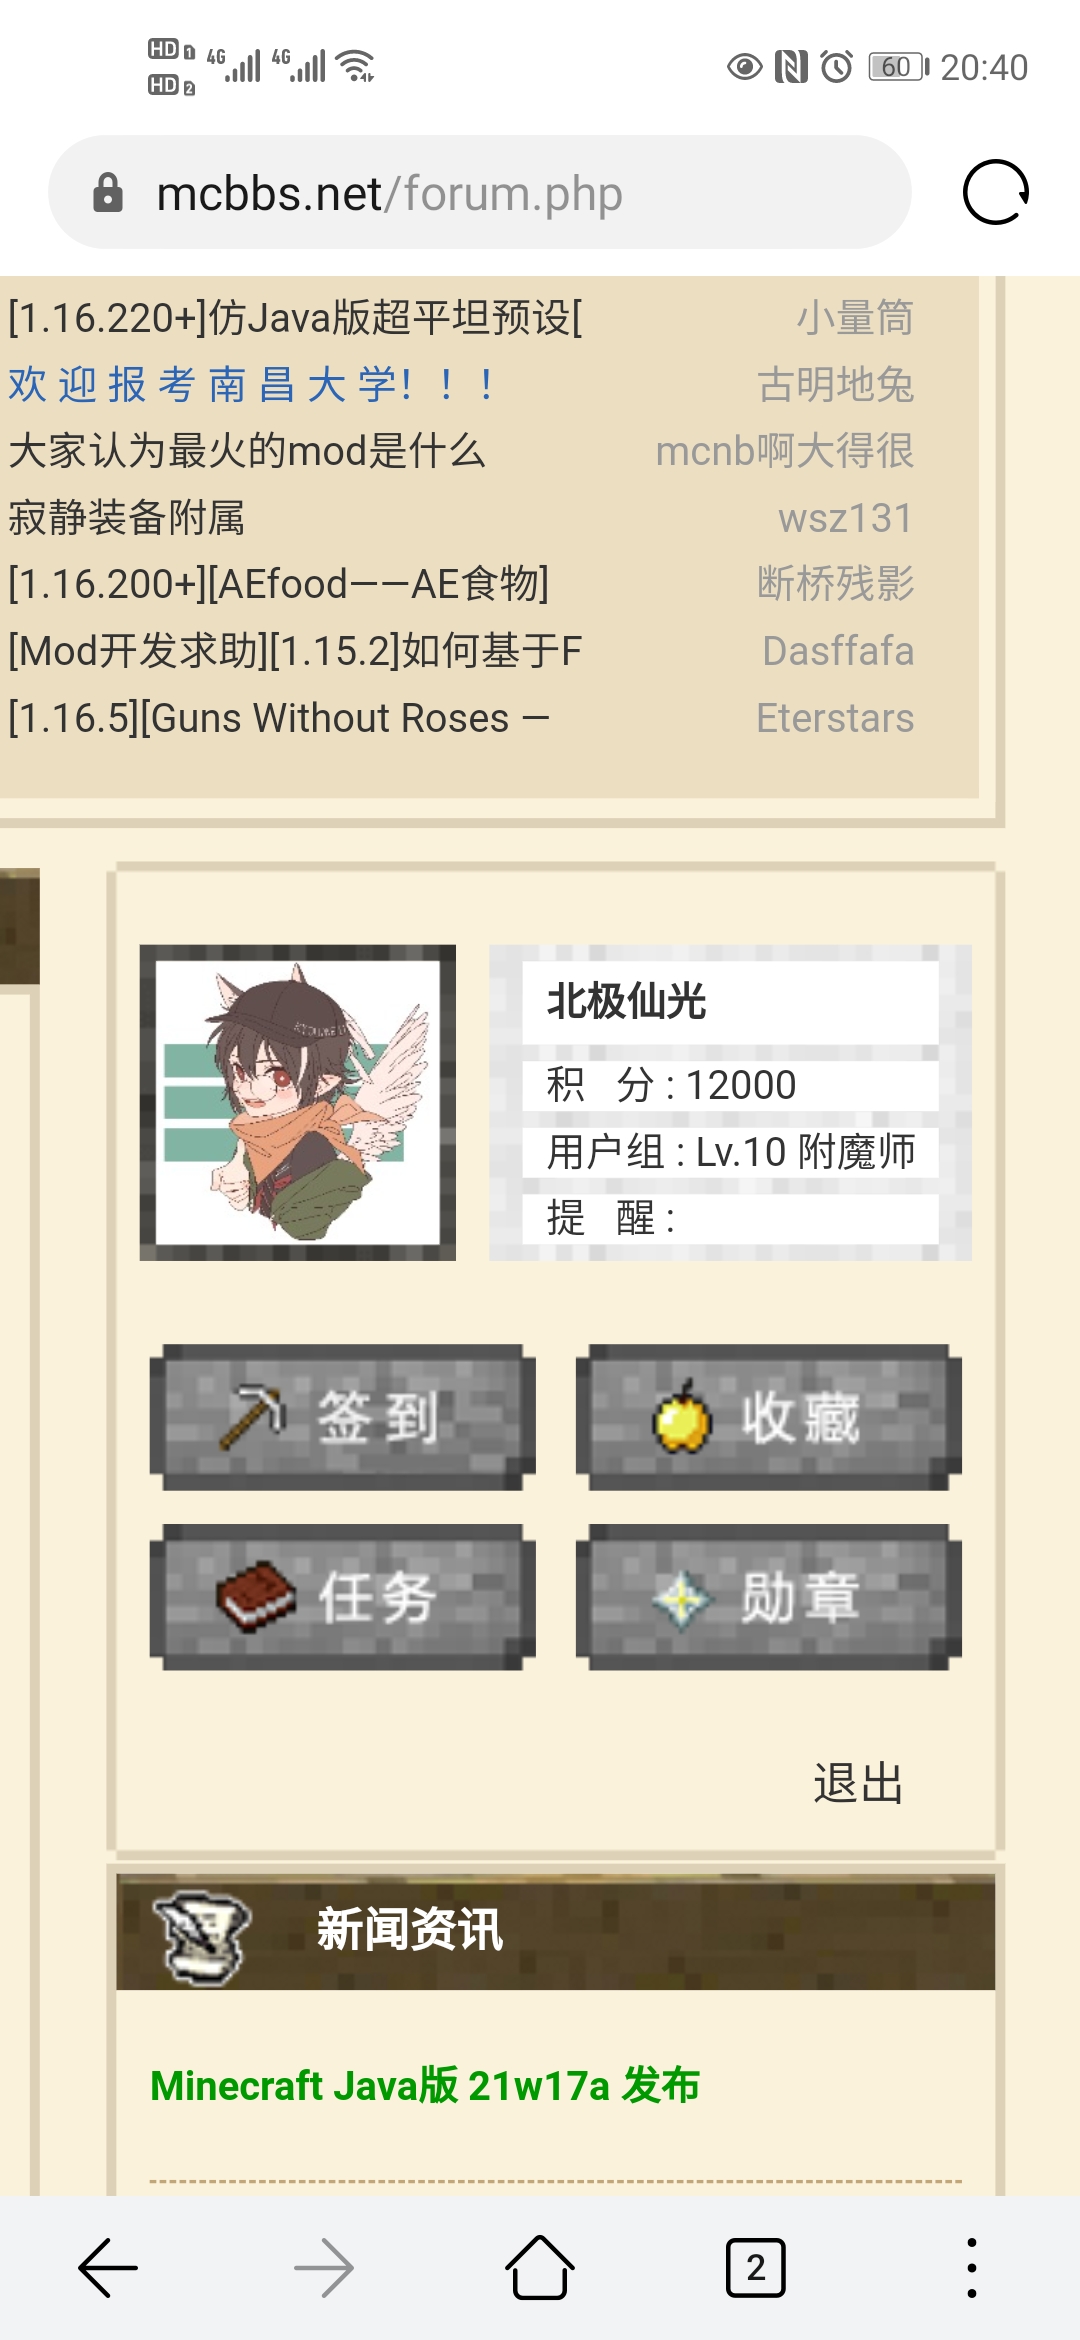 HD 1 4G 4G
HD 2
60 20:40
mcbbs.net/forum.php
[1.16.220+]仿Java版超平坦预设[ 小量筒
欢 迎 报 考 南 昌 大 学！！！ 古明地兔
大家认为最火的mod是什么 mcnb啊大得很
寂静装备附属 wsz131
[1.16.200+][AEfood——AE食物] 断桥残影
[Mod开发求助][1.15.2]如何基于F Dasffafa
[1.16.5][Guns Without Roses — Eterstars
北极仙光
积 分 : 12000
用户组 : Lv.10 附魔师
提 醒 :
签到 收藏
任务 勋章
退出
新闻资讯
Minecraft Java版 21w17a 发布
2